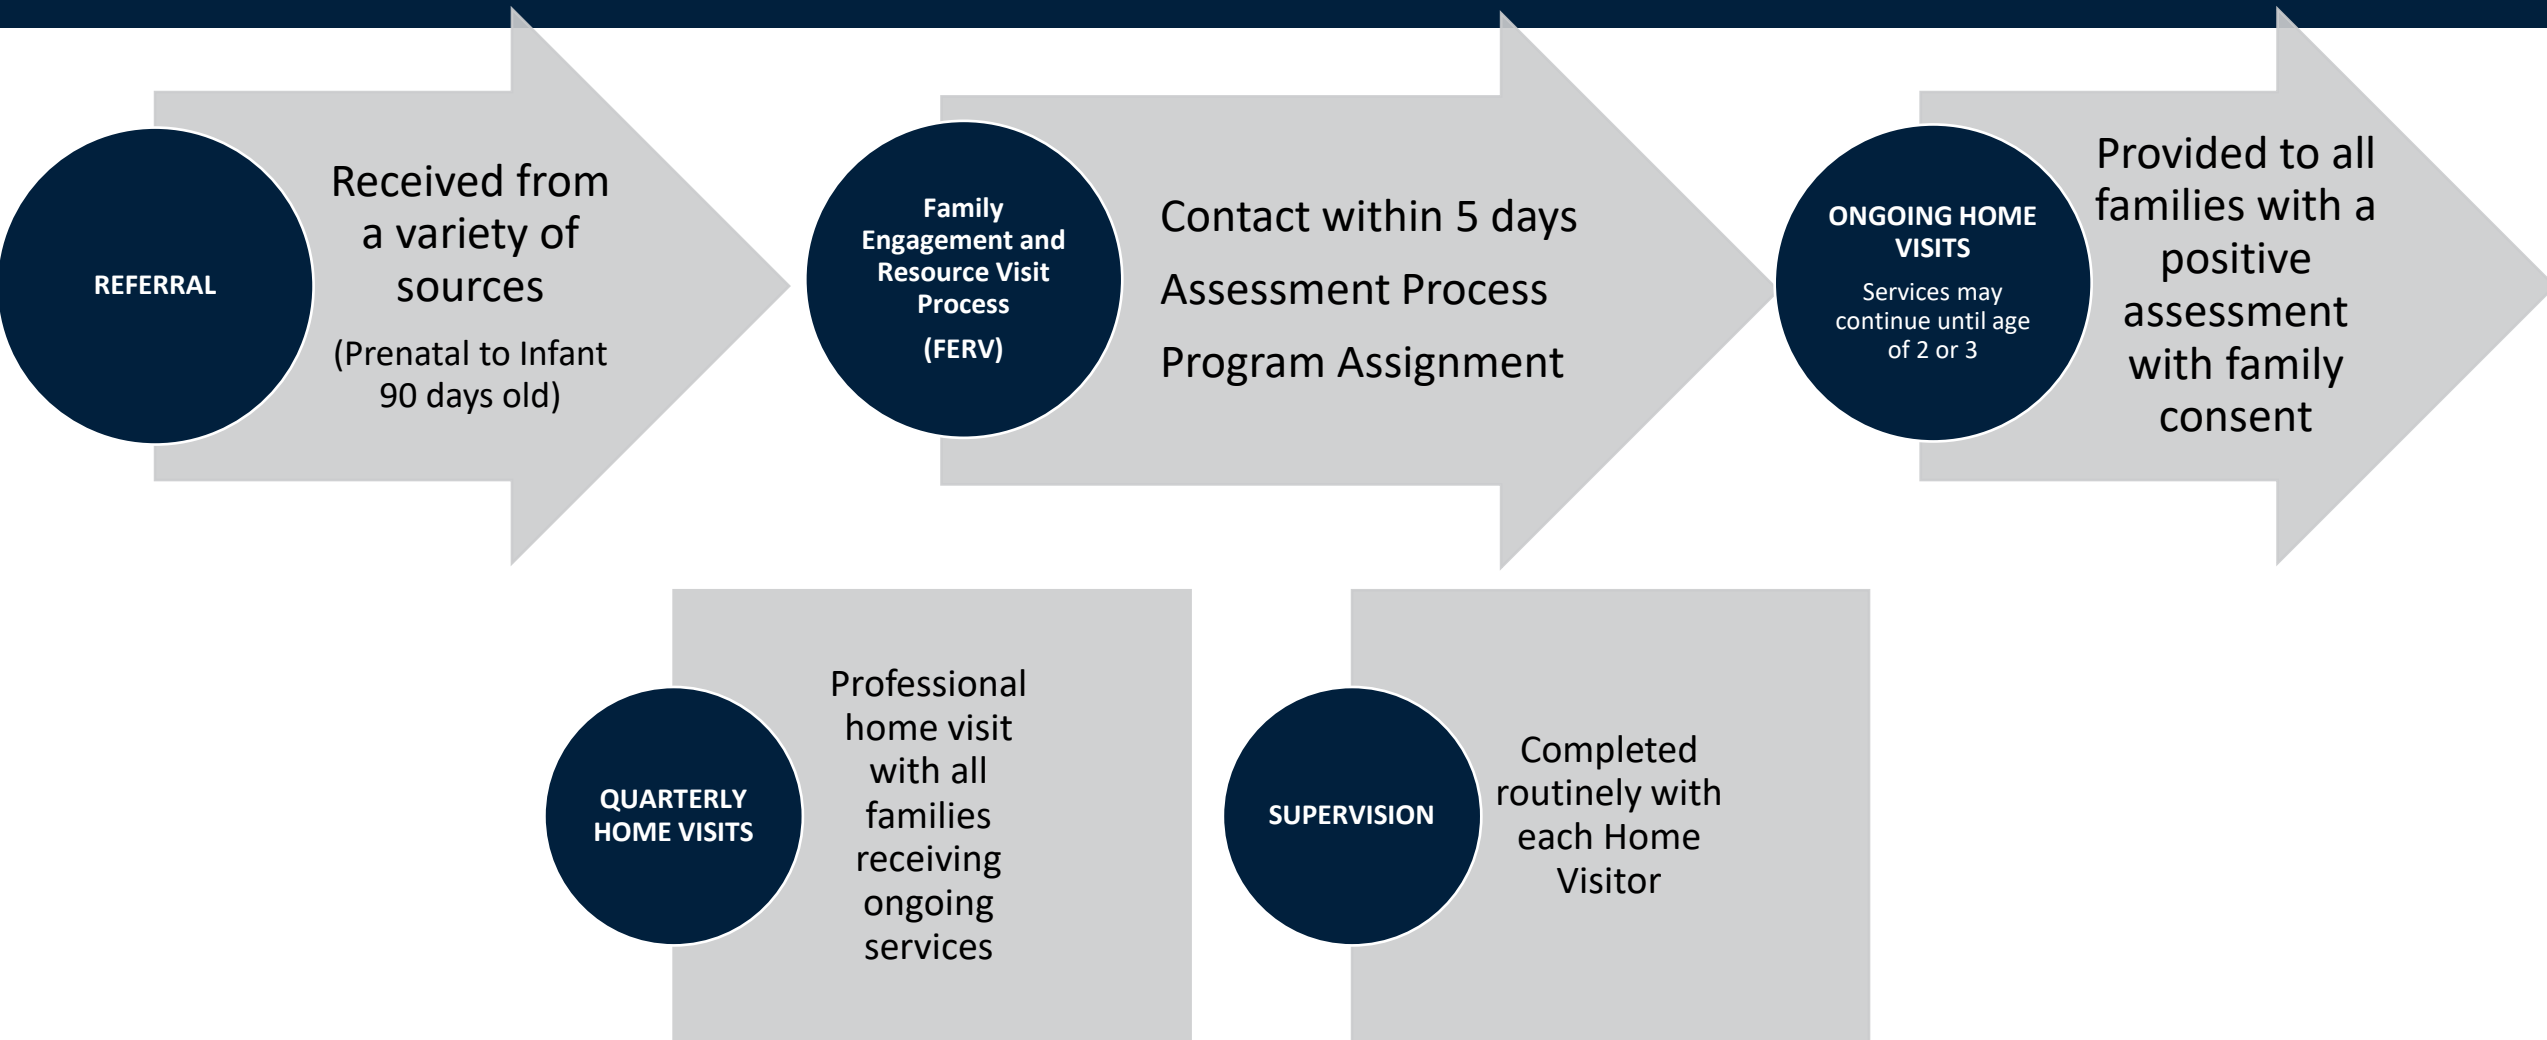 REFERRAL
Received from
a variety of
sources
(Prenatal to Infant
90 days old)
Family
Engagement and
Resource Visit
Process
(FERV)
Contact within 5 days
Assessment Process
Program Assignment
ONGOING HOME
VISITS
Services may
continue until age
of 2 or 3
Provided to all
families with a
positive
assessment
with family
consent
QUARTERLY
HOME VISITS
Professional
home visit
with all
families
receiving
ongoing
services
SUPERVISION
Completed
routinely with
each Home
Visitor